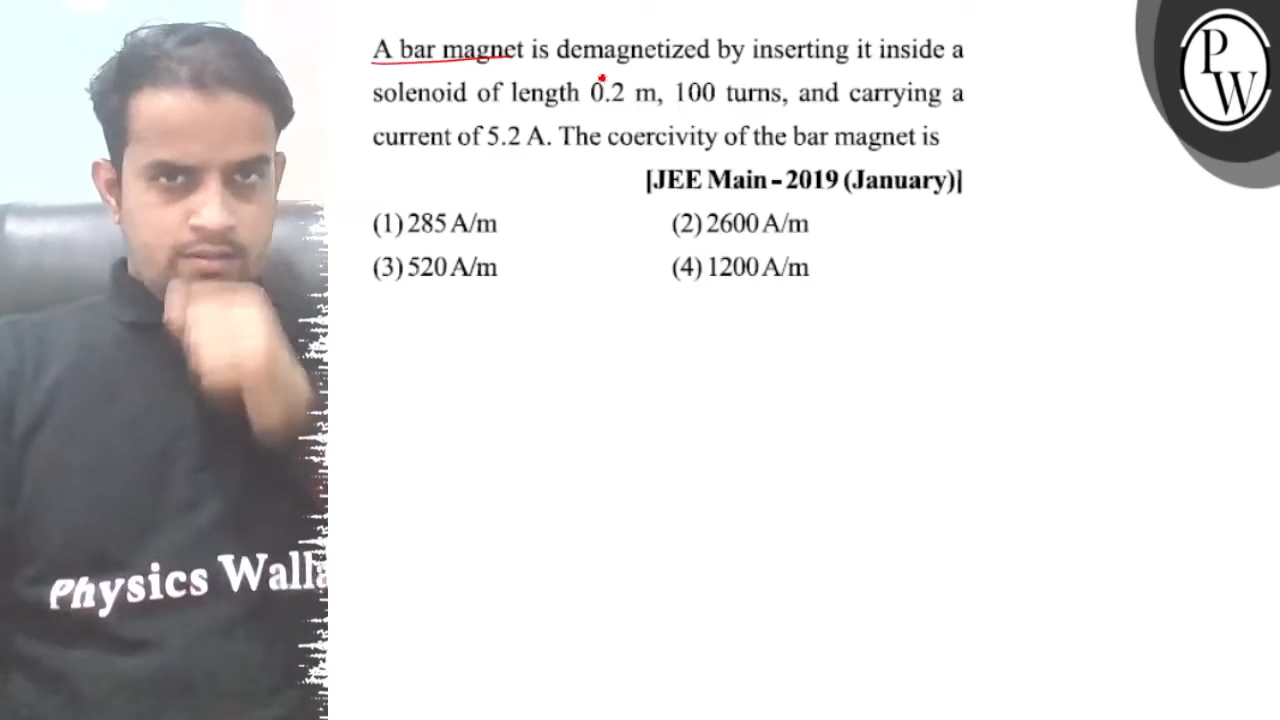 A bar magnet is demagnetized by inserting it inside a
solenoid of length 0.2 m, 100 turns, and carrying a
current of 5.2 A. The coercivity of the bar magnet is
[JEE Main - 2019 (January)]
(1) 285 A/m (2) 2600 A/m
(3) 520 A/m (4) 1200 A/m
PW
Physics Walla